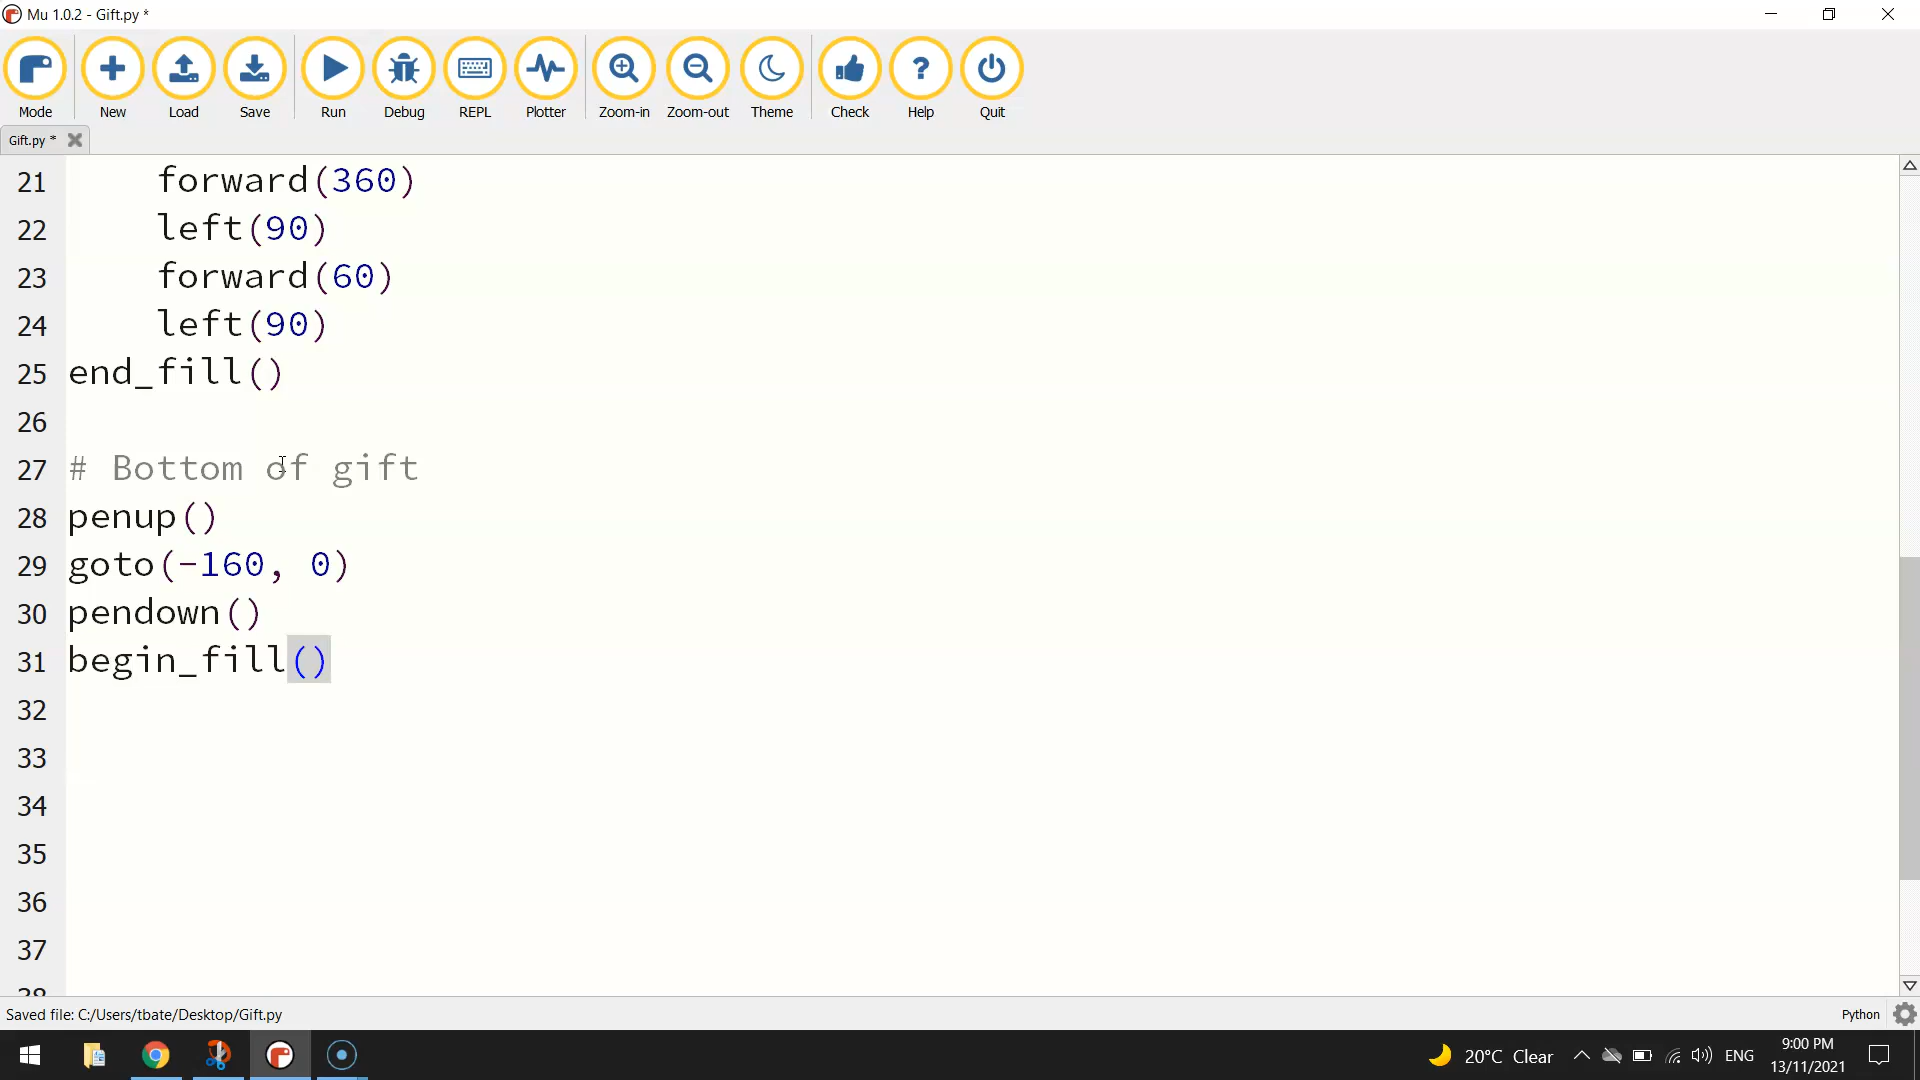 Mu 1.0.2 - Gift.py *
Mode New Load Save Run Debug REPL Plotter Zoom-in Zoom-out Theme Check Help Quit
Gift.py *
21 forward(360)
22 left(90)
23 forward(60)
24 left(90)
25 end_fill()
26
27 # Bottom of gift
28 penup()
29 goto(-160, 0)
30 pendown()
31 begin_fill()
32
33
34
35
36
37
38
Saved file: C:/Users/tbate/Desktop/Gift.py Python
20°C Clear ENG 9:00 PM
13/11/2021